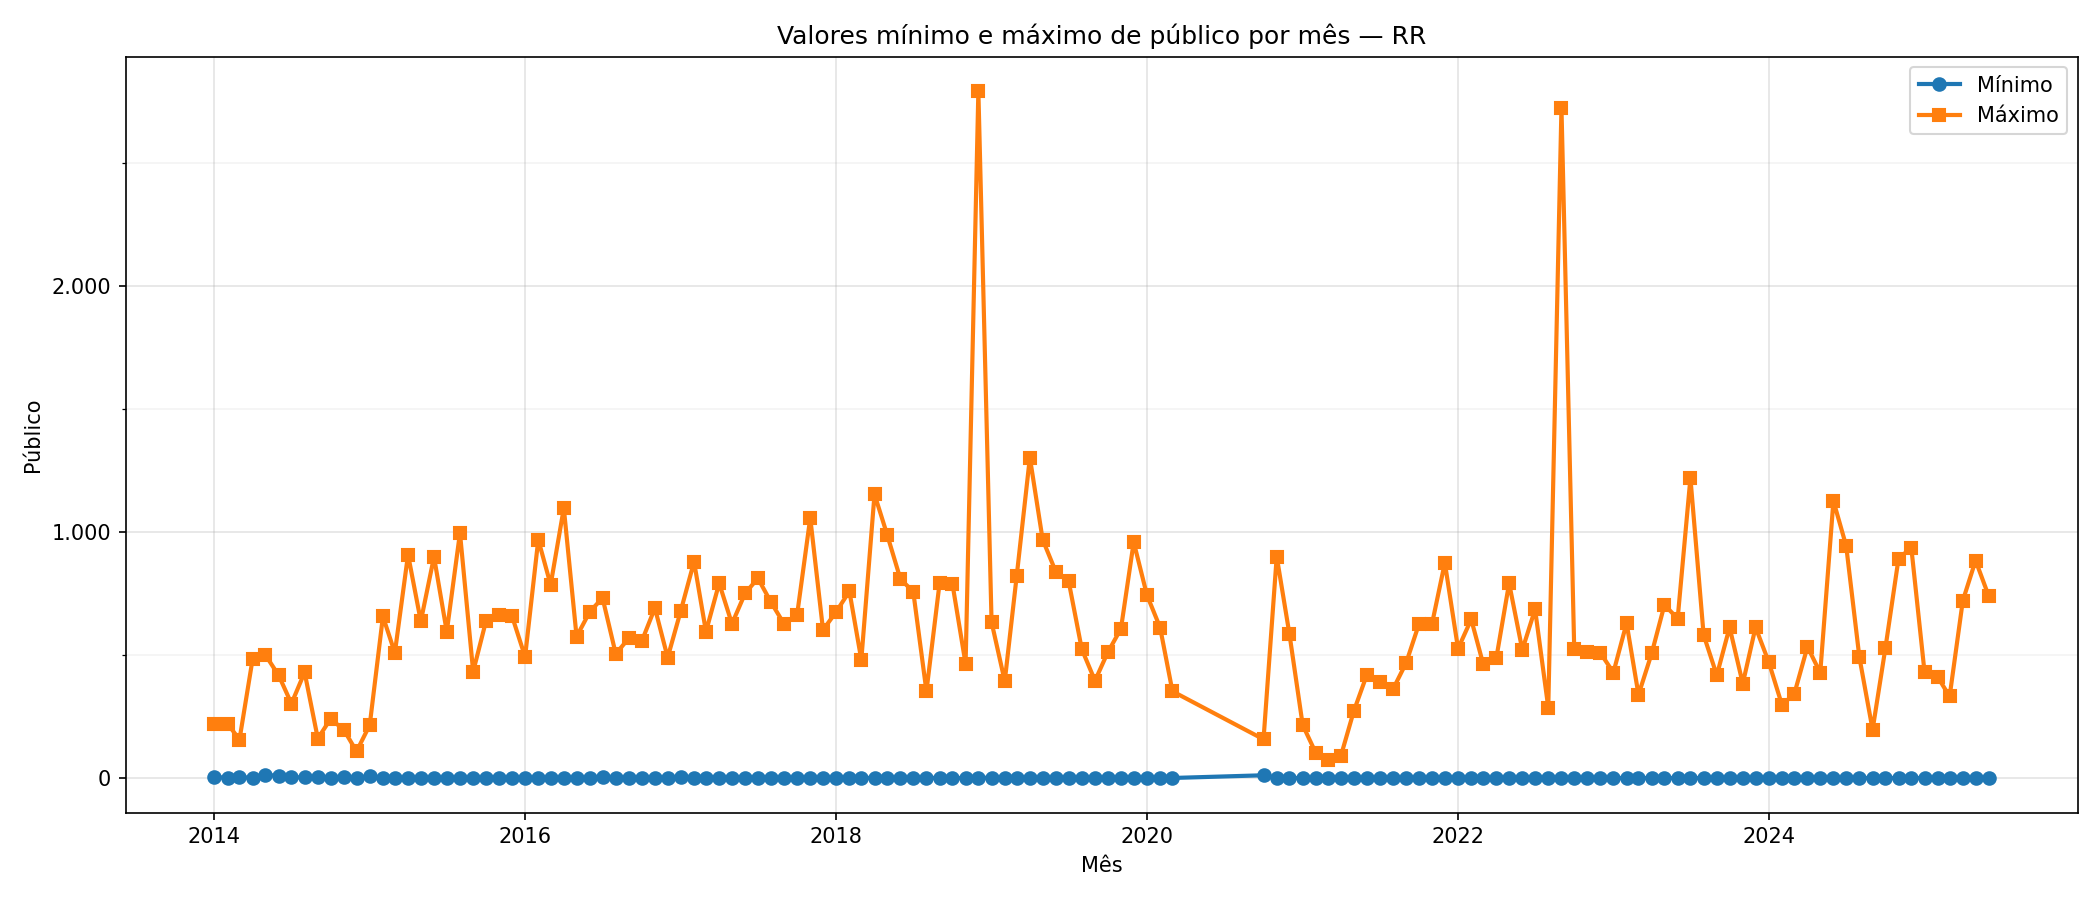 Valores mínimo e máximo de público por mês — RR
Mínimo
Máximo
Público
2.000
1.000
0
2014
2016
2018
2020
2022
2024
Mês